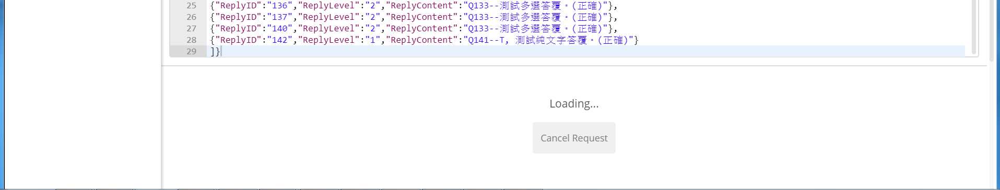 25 {"ReplyID":"136","ReplyLevel":"2","ReplyContent":"Q133--測試多選答覆。(正確)"},
26 {"ReplyID":"137","ReplyLevel":"2","ReplyContent":"Q133--測試多選答覆。(正確)"},
27 {"ReplyID":"140","ReplyLevel":"2","ReplyContent":"Q133--測試多選答覆。(正確)"},
28 {"ReplyID":"142","ReplyLevel":"1","ReplyContent":"Q141--T, 測試純文字答覆。(正確)"}
29 ]}
Loading...
Cancel Request